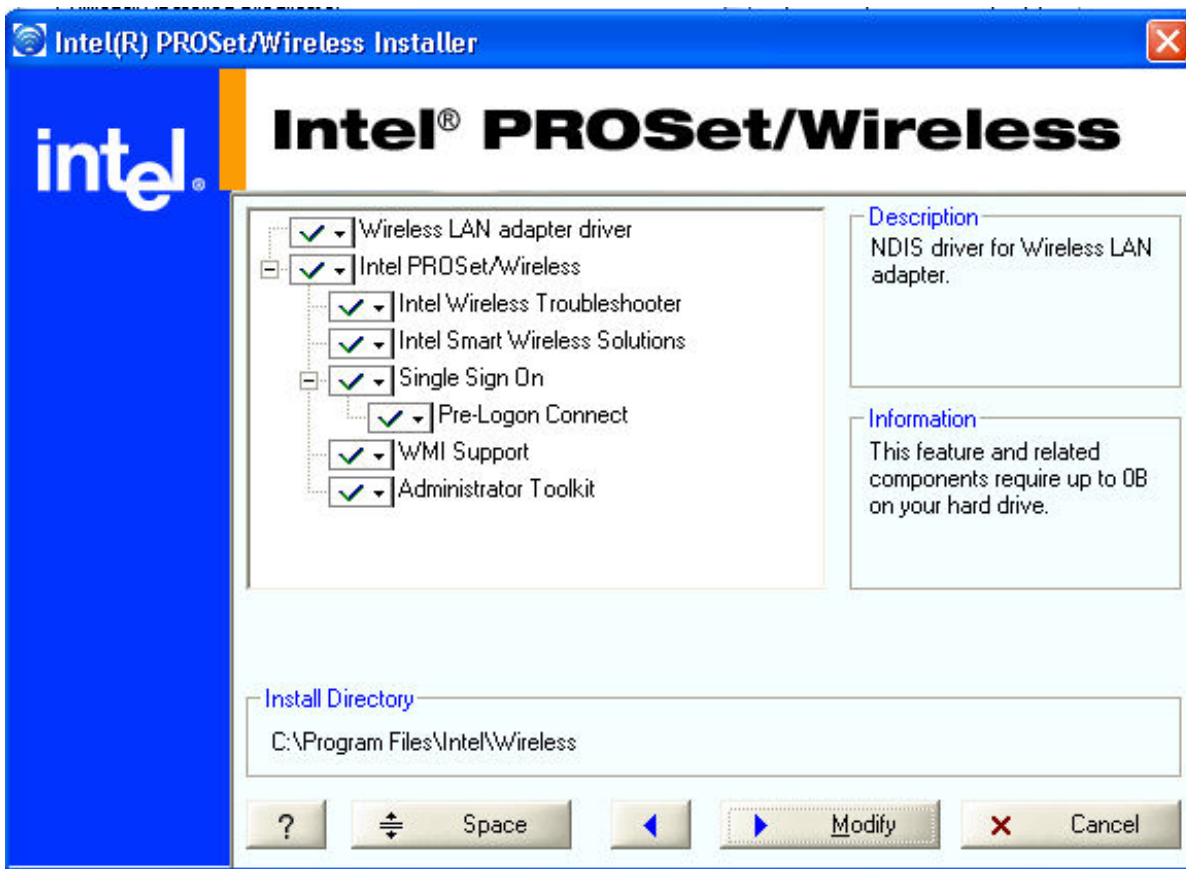 Intel(R) PROSet/Wireless Installer
intel®
Intel® PROSet/Wireless
Wireless LAN adapter driver
Intel PROSet/Wireless
Intel Wireless Troubleshooter
Intel Smart Wireless Solutions
Single Sign On
Pre-Logon Connect
WMI Support
Administrator Toolkit
Description
NDIS driver for Wireless LAN
adapter.
Information
This feature and related
components require up to 0B
on your hard drive.
Install Directory
C:\Program Files\Intel\Wireless
?
Space
Modify
Cancel